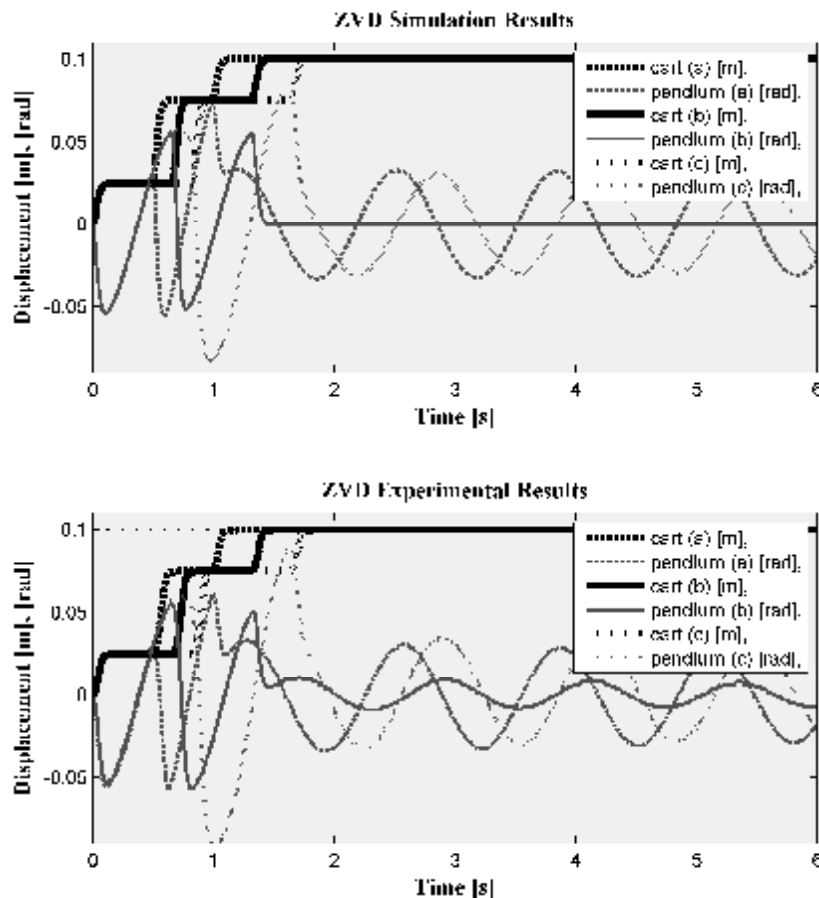 ZVD Simulation Results
Displacement [m], [rad]
0.1
0.05
0
-0.05
0 1 2 3 4 5 6
Time [s]
cart (a) [m],
pendlum (a) [rad],
cart (b) [m],
pendlum (b) [rad],
cart (c) [m],
pendlum (c) [rad],
ZVD Experimental Results
Displacement [m], [rad]
0.1
0.05
0
-0.05
0 1 2 3 4 5 6
Time [s]
cart (a) [m],
pendlum (a) [rad],
cart (b) [m],
pendlum (b) [rad],
cart (c) [m],
pendlum (c) [rad],